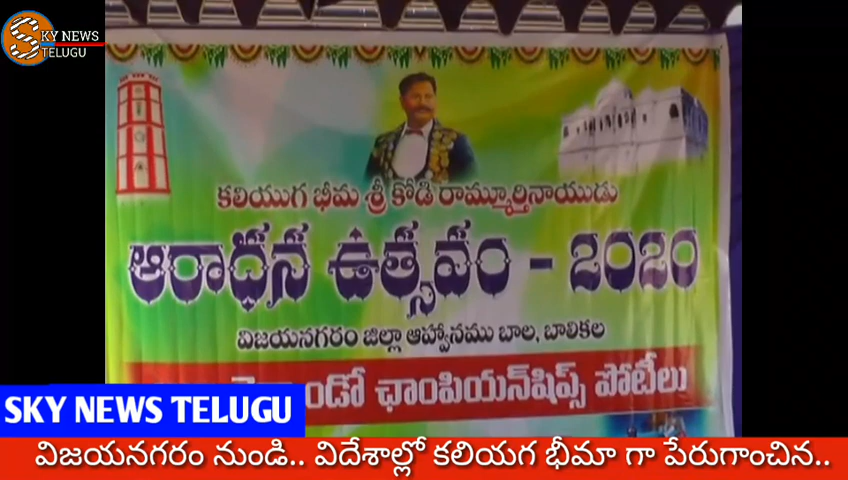 SKY NEWS
TELUGU
కలియుగ భీమ శ్రీ కోడి రామ్మూర్తినాయుడు
ఆరాధన ఉత్సవం - 2020
విజయనగరం జిల్లా ఆహ్వానము బాల, బాలికల
ఛాంపియన్‌షిప్స్ పోటీలు
SKY NEWS TELUGU
విజయనగరం నుండి.. విదేశాల్లో కలియగ భీమా గా పేరుగాంచిన..